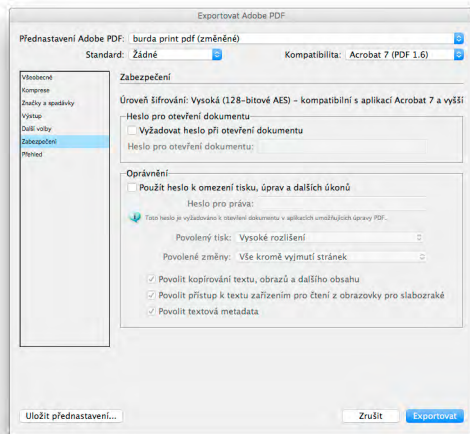 Exportovat Adobe PDF
Přednastavení Adobe PDF: burda print pdf (změněné)
Standard: Žádné Kompatibilita: Acrobat 7 (PDF 1.6)
Všeobecné
Komprese
Značky a spadávky
Výstup
Další volby
Zabezpečení
Přehled
Zabezpečení
Úroveň šifrování: Vysoká (128-bitové AES) – kompatibilní s aplikací Acrobat 7 a vyšší
Heslo pro otevření dokumentu
Vyžadovat heslo při otevření dokumentu
Heslo pro otevření dokumentu:
Oprávnění
Použít heslo k omezení tisku, úprav a dalších úkonů
Heslo pro práva:
Toto heslo je vyžadováno k otevření dokumentu v aplikacích umožňujících úpravy PDF.
Povolený tisk: Vysoké rozlišení
Povolené změny: Vše kromě vyjmutí stránek
Povolit kopírování textu, obrazů a dalšího obsahu
Povolit přístup k textu zařízením pro čtení z obrazovky pro slabozraké
Povolit textová metadata
Uložit přednastavení... Zrušit Exportovat